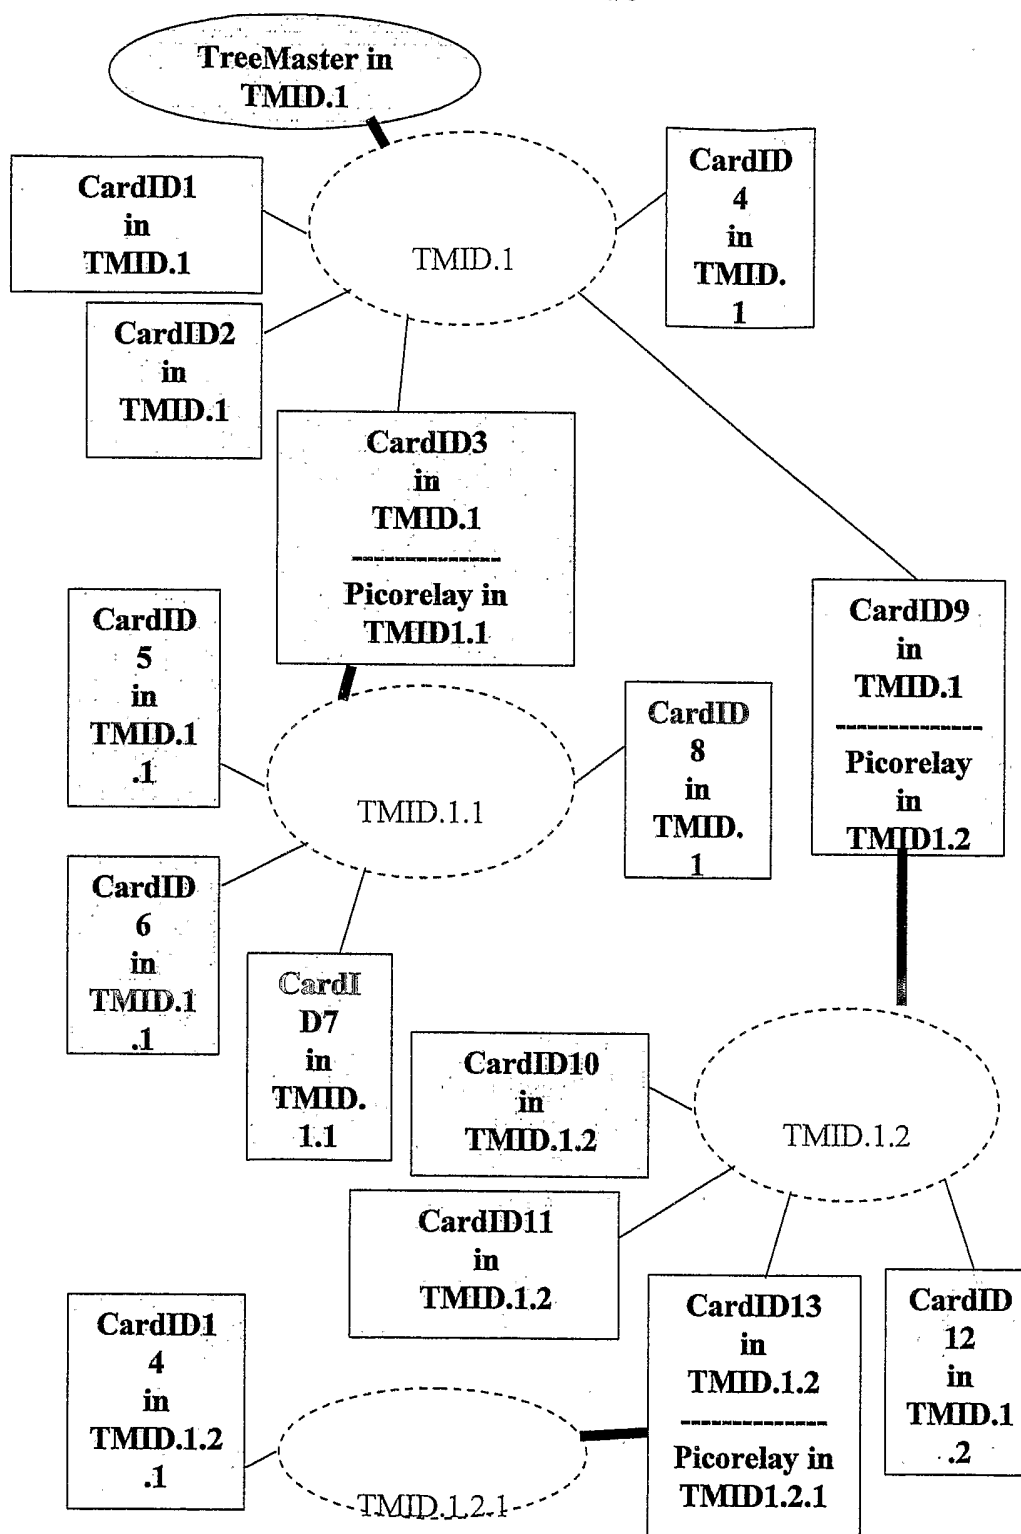 TreeMaster in
TMID.1
CardID1
in
TMID.1
TMID.1
CardID
4
in
TMID.
1
CardID2
in
TMID.1
CardID3
in
TMID.1
--------------------
Picorelay in
TMID1.1
CardID
5
in
TMID.1
.1
TMID.1.1
CardID
8
in
TMID.
1
CardID9
in
TMID.1
--------------
Picorelay
in
TMID1.2
CardID
6
in
TMID.1
.1
CardI
D7
in
TMID.
1.1
CardID10
in
TMID.1.2
TMID.1.2
CardID11
in
TMID.1.2
CardID1
4
in
TMID.1.2
.1
TMID.1.2.1
CardID13
in
TMID.1.2
--------------
Picorelay in
TMID1.2.1
CardID
12
in
TMID.1
.2